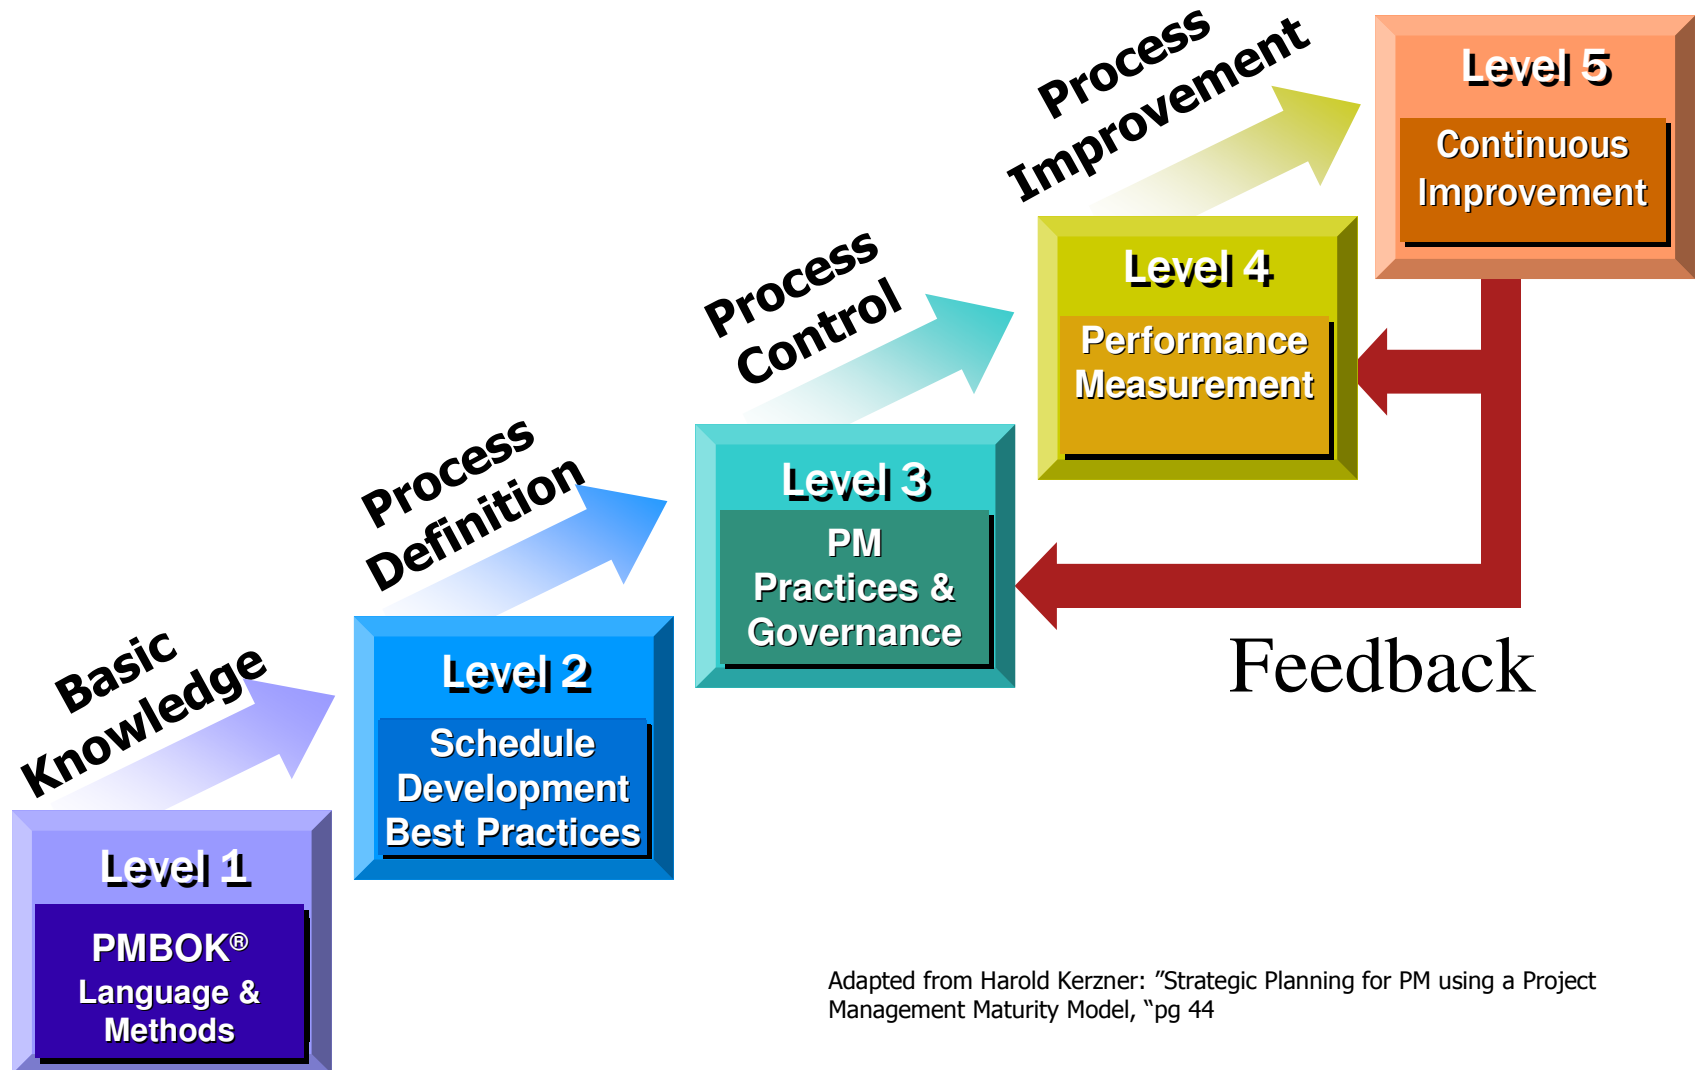 Level 1
PMBOK®
Language &
Methods
Basic
Knowledge
Level 2
Schedule
Development
Best Practices
Process
Definition
Level 3
PM
Practices &
Governance
Process
Control
Level 4
Performance
Measurement
Process
Improvement
Level 5
Continuous
Improvement
Feedback
Adapted from Harold Kerzner: ”Strategic Planning for PM using a Project
Management Maturity Model, “pg 44